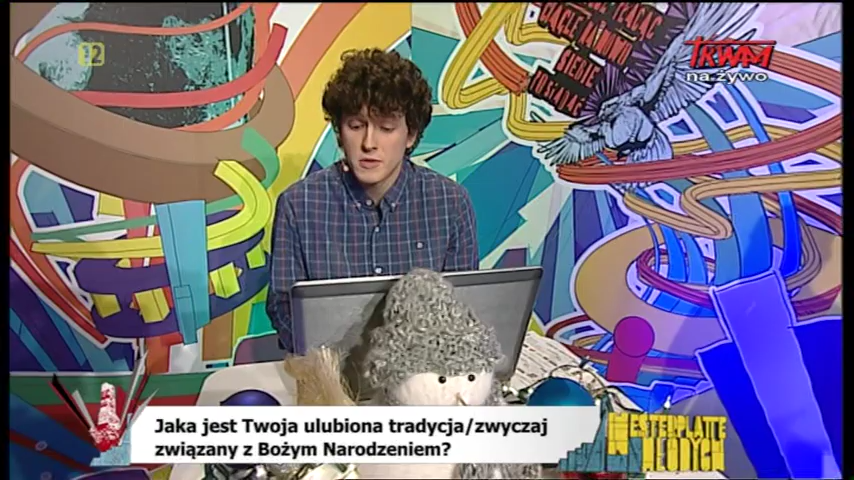 12
TRWAM
na żywo
Jaka jest Twoja ulubiona tradycja/zwyczaj
związany z Bożym Narodzeniem?
WESTERPLATTE
MŁODYCH